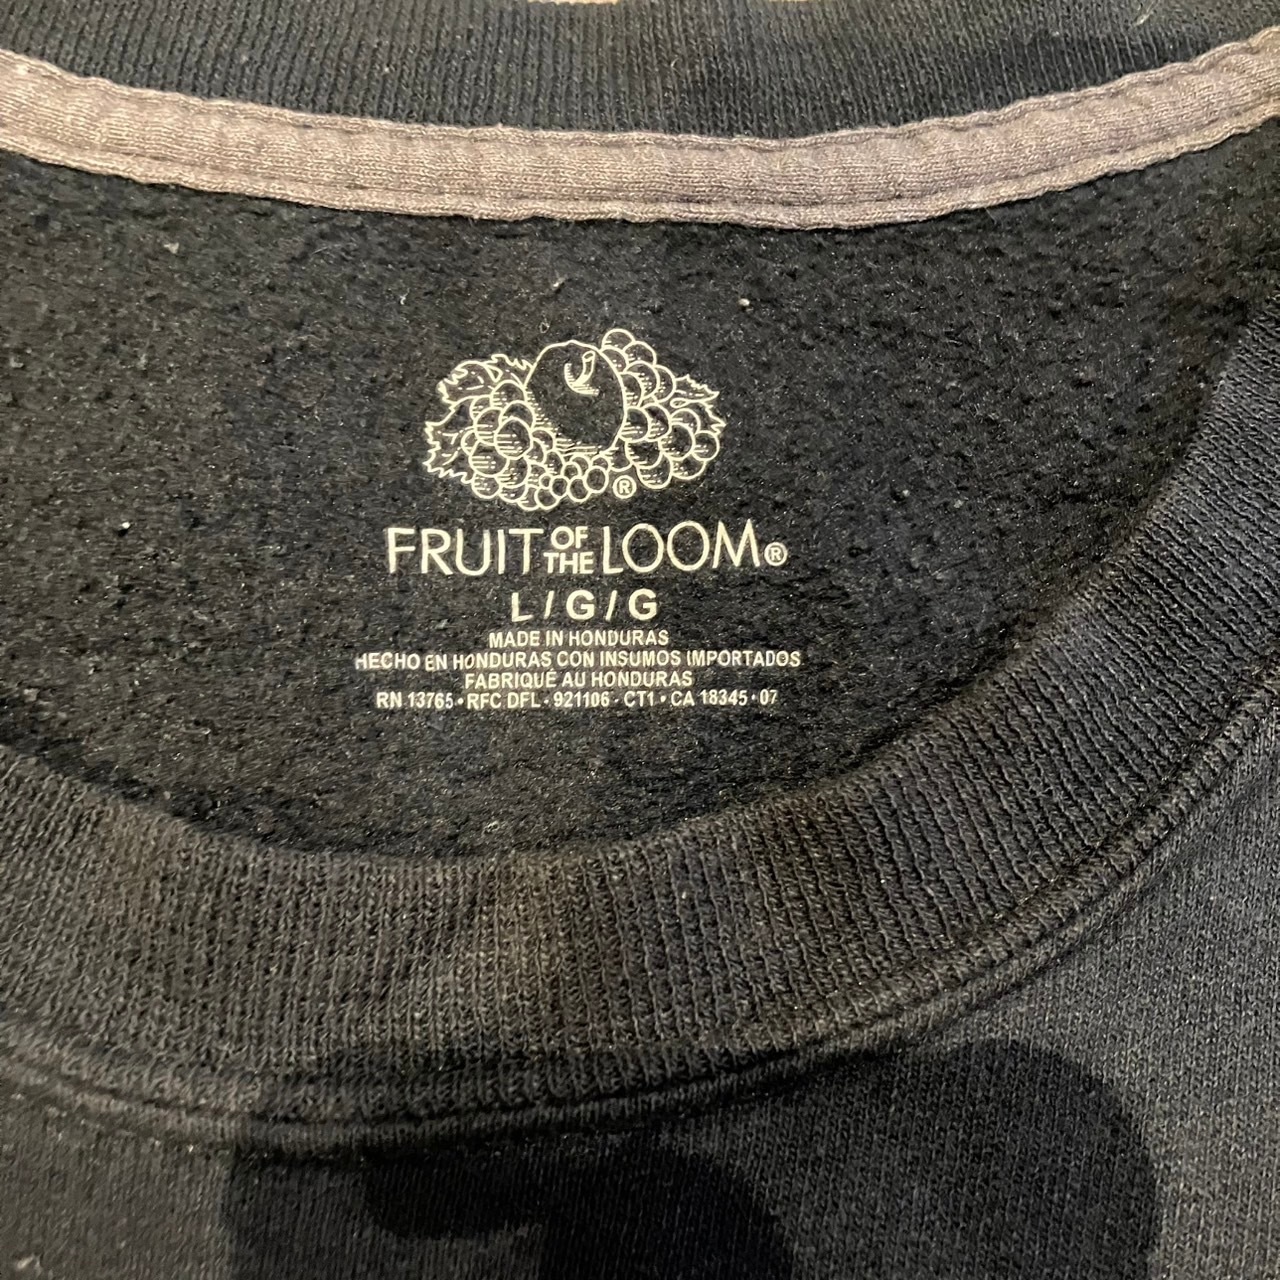 ®
FRUIT OF THE LOOM®
L / G / G
MADE IN HONDURAS
HECHO EN HONDURAS CON INSUMOS IMPORTADOS
FABRIQUÉ AU HONDURAS
RN 13765 • RFC DFL - 921106 - CT1 • CA 18345 • 07